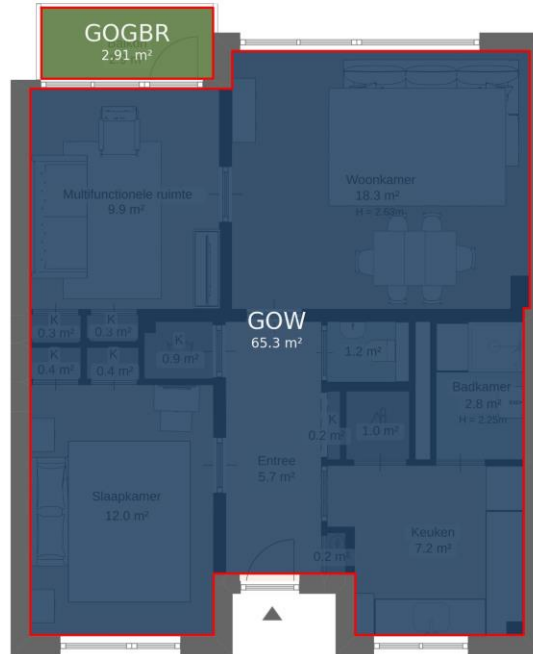 GOGBR
Balkon
2.91 m²
Multifunctionele ruimte
9.9 m²
Woonkamer
18.3 m²
H = 2.62m
K
0.3 m²
K
0.3 m²
K
0.4 m²
K
0.4 m²
K
0.9 m²
GOW
65.3 m²
1.2 m²
Badkamer
2.8 m²
H = 2.25m
K
0.2 m²
1.0 m²
Entree
5.7 m²
Slaapkamer
12.0 m²
Keuken
7.2 m²
0.2 m²